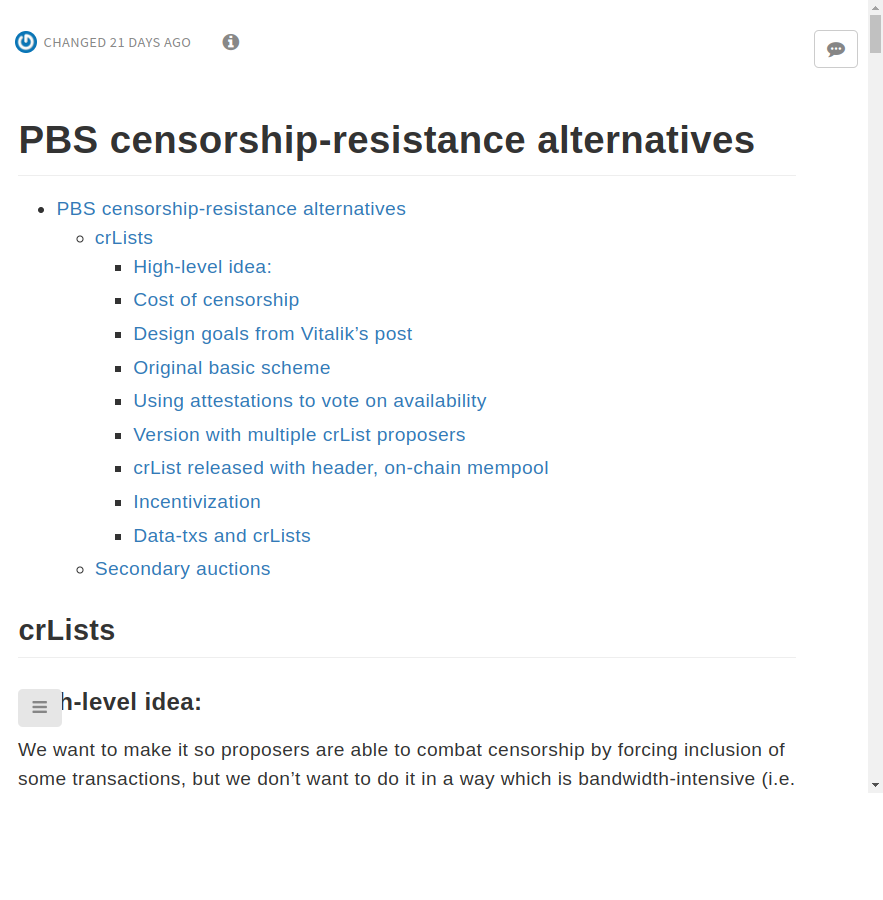 CHANGED 21 DAYS AGO
PBS censorship-resistance alternatives
PBS censorship-resistance alternatives
crLists
High-level idea:
Cost of censorship
Design goals from Vitalik’s post
Original basic scheme
Using attestations to vote on availability
Version with multiple crList proposers
crList released with header, on-chain mempool
Incentivization
Data-txs and crLists
Secondary auctions
crLists
h-level idea:
We want to make it so proposers are able to combat censorship by forcing inclusion of
some transactions, but we don’t want to do it in a way which is bandwidth-intensive (i.e.